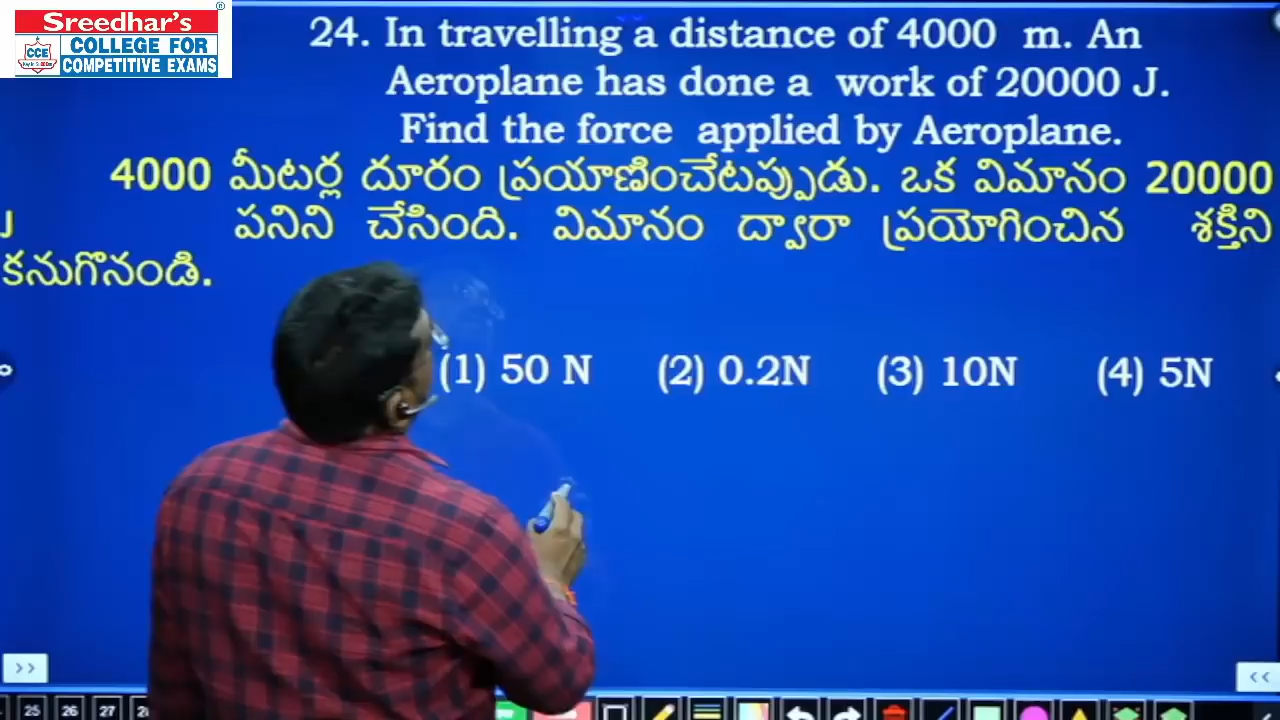 Sreedhar's
®
CCE
COLLEGE FOR
COMPETITIVE EXAMS
24. In travelling a distance of 4000 m. An
Aeroplane has done a work of 20000 J.
Find the force applied by Aeroplane.
4000 మీటర్ల దూరం ప్రయాణించేటప్పుడు. ఒక విమానం 20000
J పనిని చేసింది. విమానం ద్వారా ప్రయోగించిన శక్తిని
కనుగొనండి.
(1) 50 N (2) 0.2N (3) 10N (4) 5N
>> <<
25 26 27